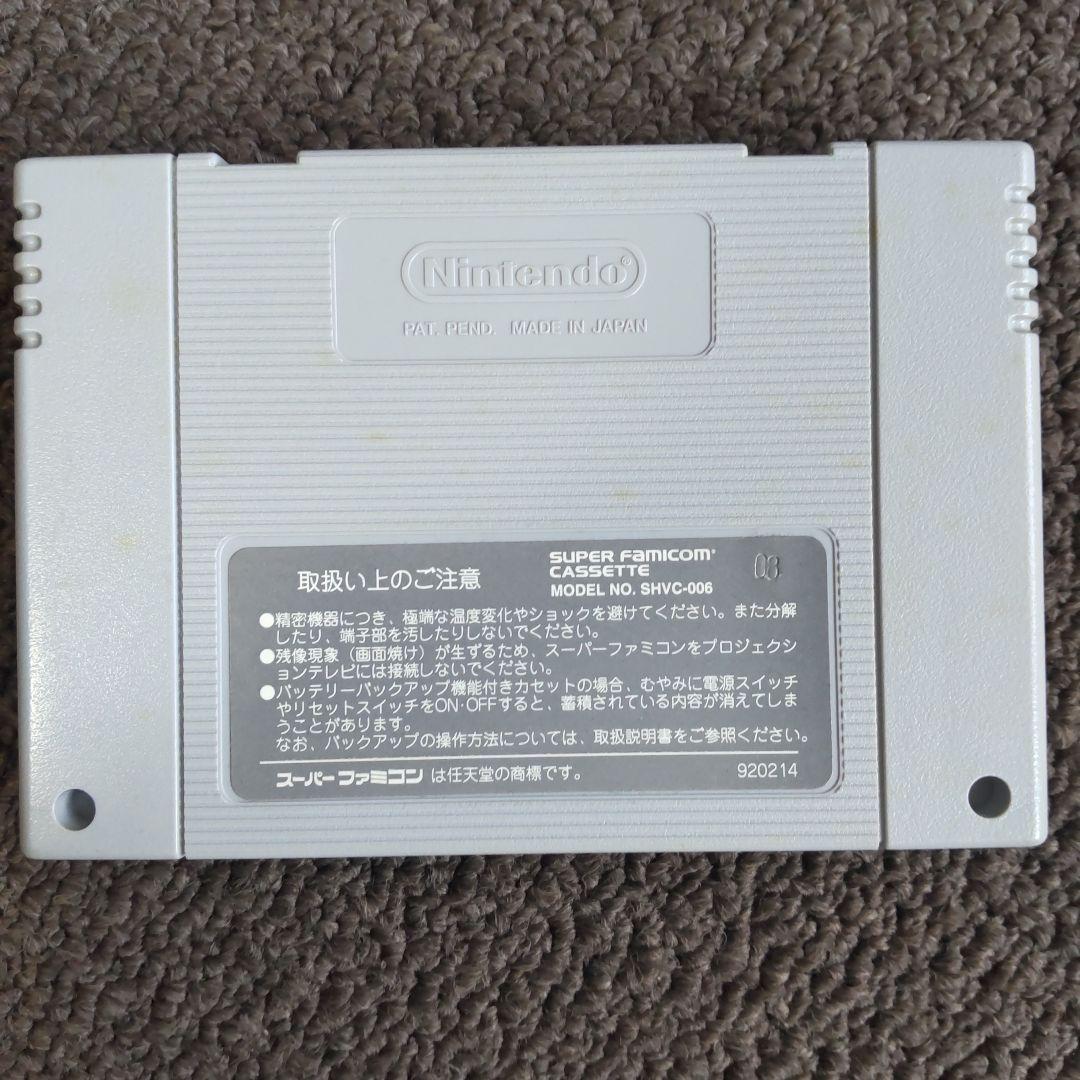 Nintendo®
PAT. PEND. MADE IN JAPAN
取扱い上のご注意
SUPER FAMICOM®
CASSETTE
MODEL NO. SHVC-006
03
●精密機器につき、極端な温度変化やショックを避けてください。また分解
したり、端子部を汚したりしないでください。
●残像現象（画面焼け）が生ずるため、スーパーファミコンをプロジェクシ
ョンテレビには接続しないでください。
●バッテリーバックアップ機能付きカセットの場合、むやみに電源スイッチ
やリセットスイッチをON·OFFすると、蓄積されている内容が消えてしま
うことがあります。
なお、バックアップの操作方法については、取扱説明書をご参照ください。
スーパーファミコン は任天堂の商標です。
920214